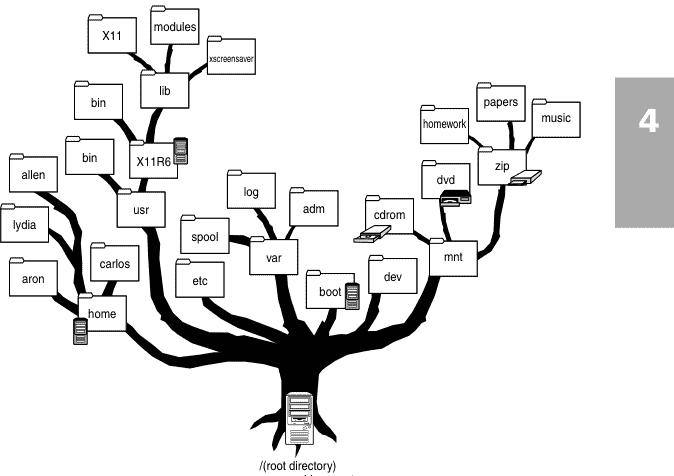 X11
modules
xscreensaver
bin
lib
papers
homework
music
bin
X11R6
zip
allen
dvd
log
adm
cdrom
lydia
usr
spool
var
mnt
aron
carlos
etc
boot
dev
home
4
/(root directory)